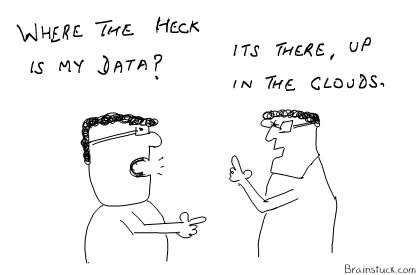 WHERE THE HECK
IS MY DATA?
ITS THERE, UP
IN THE CLOUDS.
Brainstuck.com